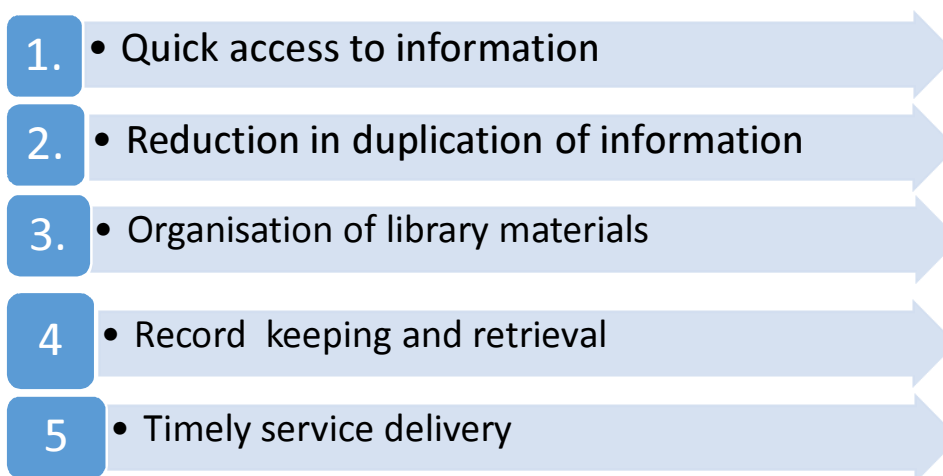 1. • Quick access to information
2. • Reduction in duplication of information
3. • Organisation of library materials
4 • Record  keeping and retrieval
5 • Timely service delivery